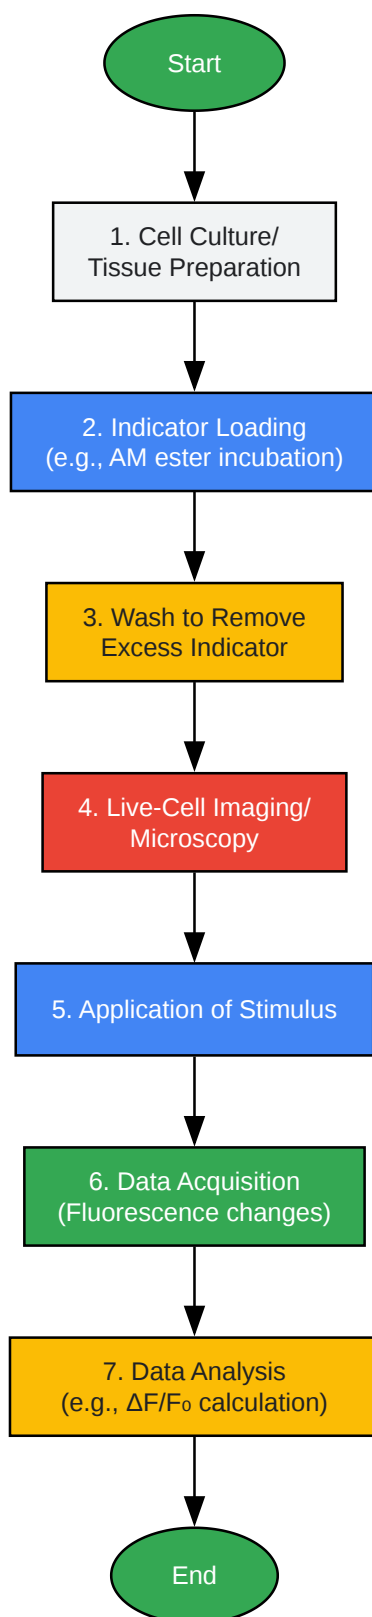 Start
1. Cell Culture/
Tissue Preparation
2. Indicator Loading
(e.g., AM ester incubation)
3. Wash to Remove
Excess Indicator
4. Live-Cell Imaging/
Microscopy
5. Application of Stimulus
6. Data Acquisition
(Fluorescence changes)
7. Data Analysis
(e.g., ΔF/F₀ calculation)
End